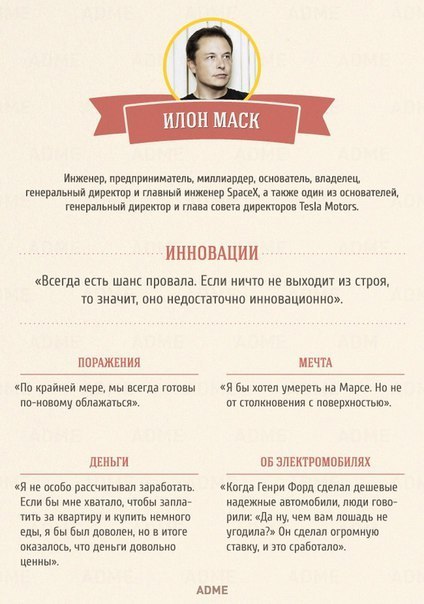 ИЛОН МАСК
Инженер, предприниматель, миллиардер, основатель, владелец,
генеральный директор и главный инженер SpaceX, а также один из основателей,
генеральный директор и глава совета директоров Tesla Motors.
ИННОВАЦИИ
«Всегда есть шанс провала. Если ничто не выходит из строя,
то значит, оно недостаточно инновационно».
ПОРАЖЕНИЯ
«По крайней мере, мы всегда готовы
по-новому облажаться».
МЕЧТА
«Я бы хотел умереть на Марсе. Но не
от столкновения с поверхностью».
ДЕНЬГИ
«Я не особо рассчитывал заработать.
Если бы мне хватало, чтобы запла-
тить за квартиру и купить немного
еды, я бы был доволен, но в итоге
оказалось, что деньги довольно
ценны».
ОБ ЭЛЕКТРОМОБИЛЯХ
«Когда Генри Форд сделал дешевые
надежные автомобили, люди гово-
рили: «Да ну, чем вам лошадь не
угодила?» Он сделал огромную
ставку, и это сработало».
ADME